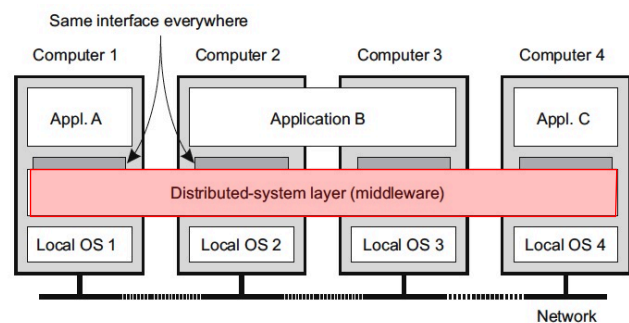 Same interface everywhere
Computer 1
Computer 2
Computer 3
Computer 4
Appl. A
Application B
Appl. C
Distributed-system layer (middleware)
Local OS 1
Local OS 2
Local OS 3
Local OS 4
Network